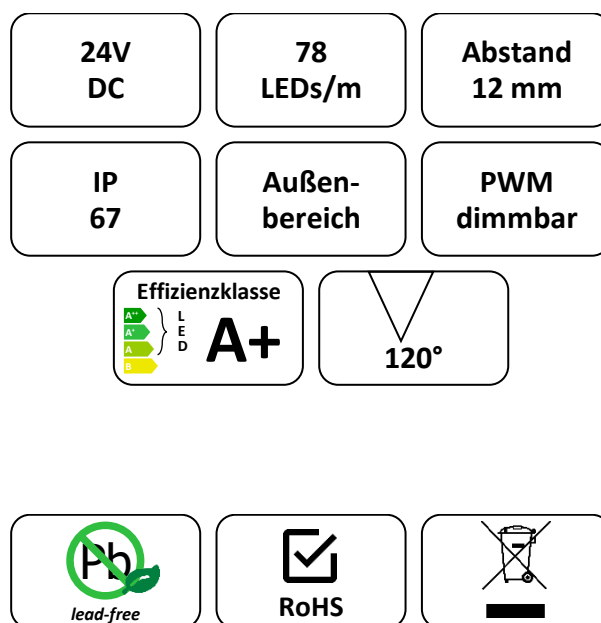 24V
DC
78
LEDs/m
Abstand
12 mm
IP
67
Außen-
bereich
PWM
dimmbar
Effizienzklasse
A++
A+
A
B
L
E
D
A+
120°
Pb
lead-free
RoHS